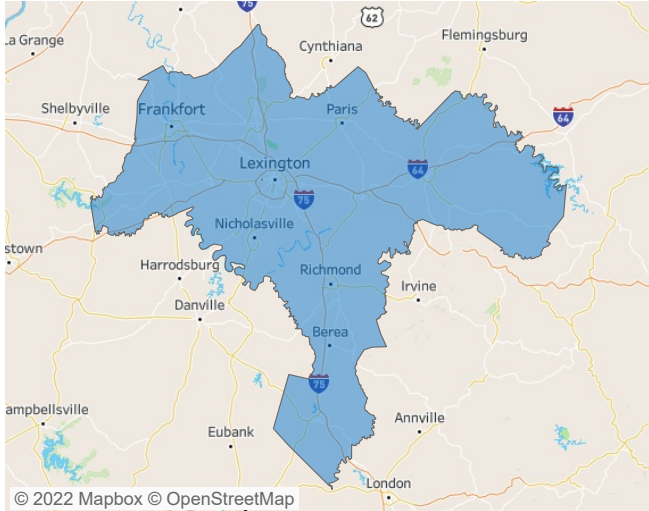 75
62
La Grange
Cynthiana
Flemingsburg
Shelbyville
Frankfort
Paris
64
Lexington
64
75
Nicholasville
stown
Harrodsburg
Richmond
Irvine
Danville
Berea
75
Campbellsville
Annville
Eubank
London
© 2022 Mapbox © OpenStreetMap